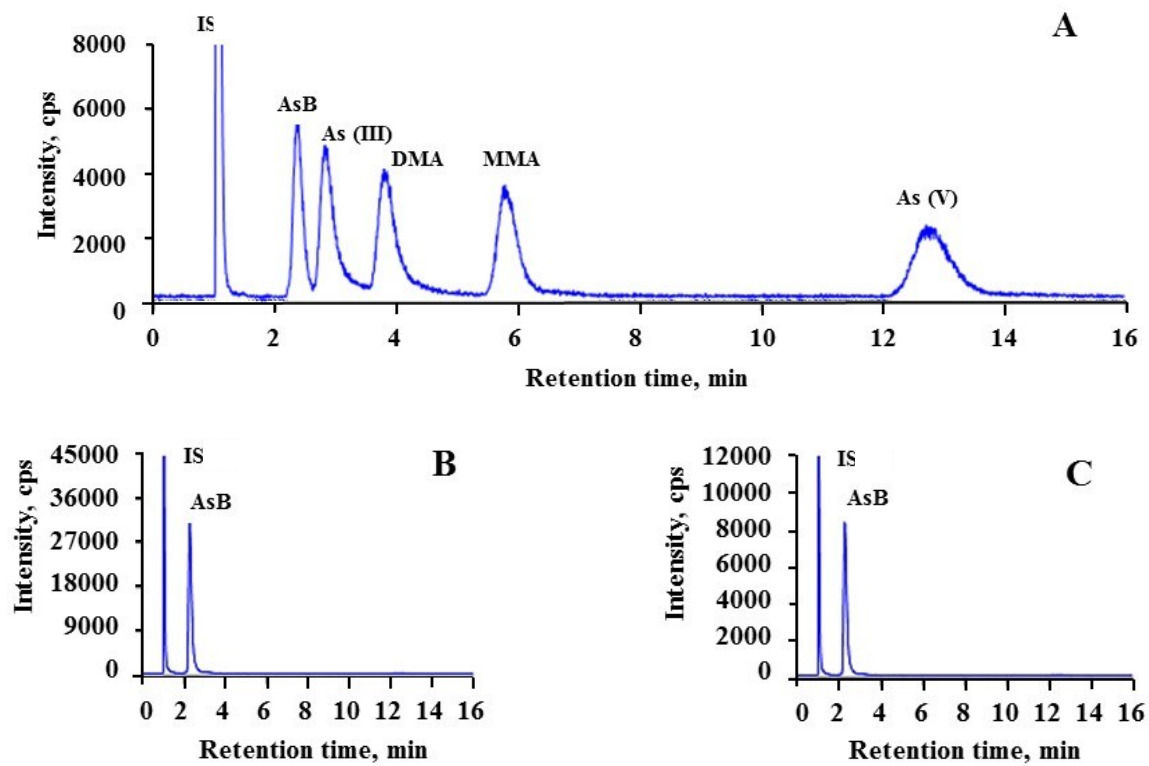 IS
A
8000
AsB
6000
As (III)
DMA
MMA
4000
As (V)
2000
0
Intensity, cps
0 2 4 6 8 10 12 14 16
Retention time, min
45000
IS
B
36000
AsB
27000
18000
9000
0
Intensity, cps
0 2 4 6 8 10 12 14 16
Retention time, min
12000
IS
C
10000
AsB
8000
6000
4000
2000
0
Intensity, cps
0 2 4 6 8 10 12 14 16
Retention time, min